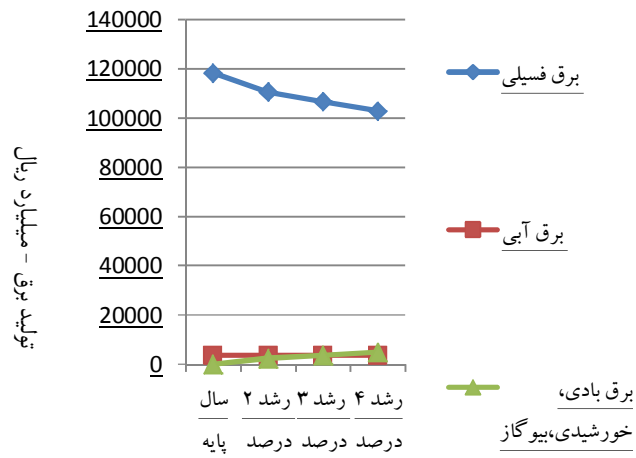 140000
120000
100000
80000
60000
40000
20000
0
تولید برق - میلیارد ریال
سال پایه
رشد ۲ درصد
رشد ۳ درصد
رشد ۴ درصد
برق فسیلی
برق آبی
برق بادی،
خورشیدی،بیوگاز